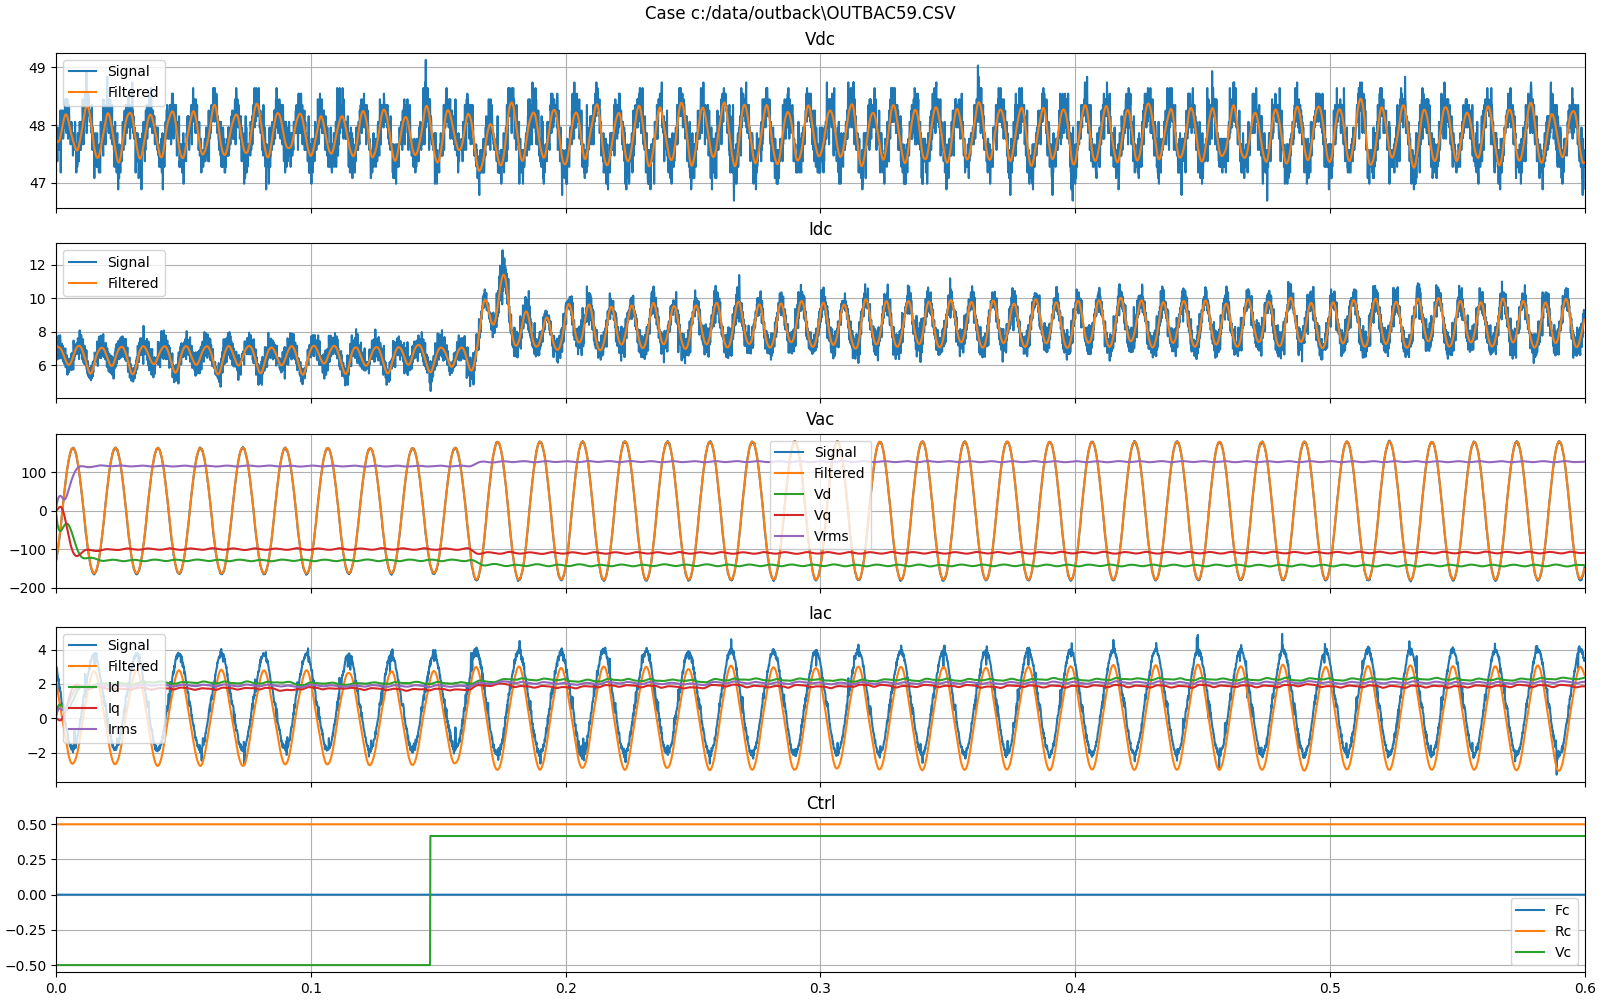 Case c:/data/outback\OUTBAC59.CSV
Vdc
49
48
47
Signal
Filtered
Idc
12
10
8
6
Signal
Filtered
Vac
100
0
−100
−200
Signal
Filtered
Vd
Vq
Vrms
Iac
4
2
0
−2
Signal
Filtered
Id
Iq
Irms
Ctrl
0.50
0.25
0.00
−0.25
−0.50
Fc
Rc
Vc
0.0 0.1 0.2 0.3 0.4 0.5 0.6